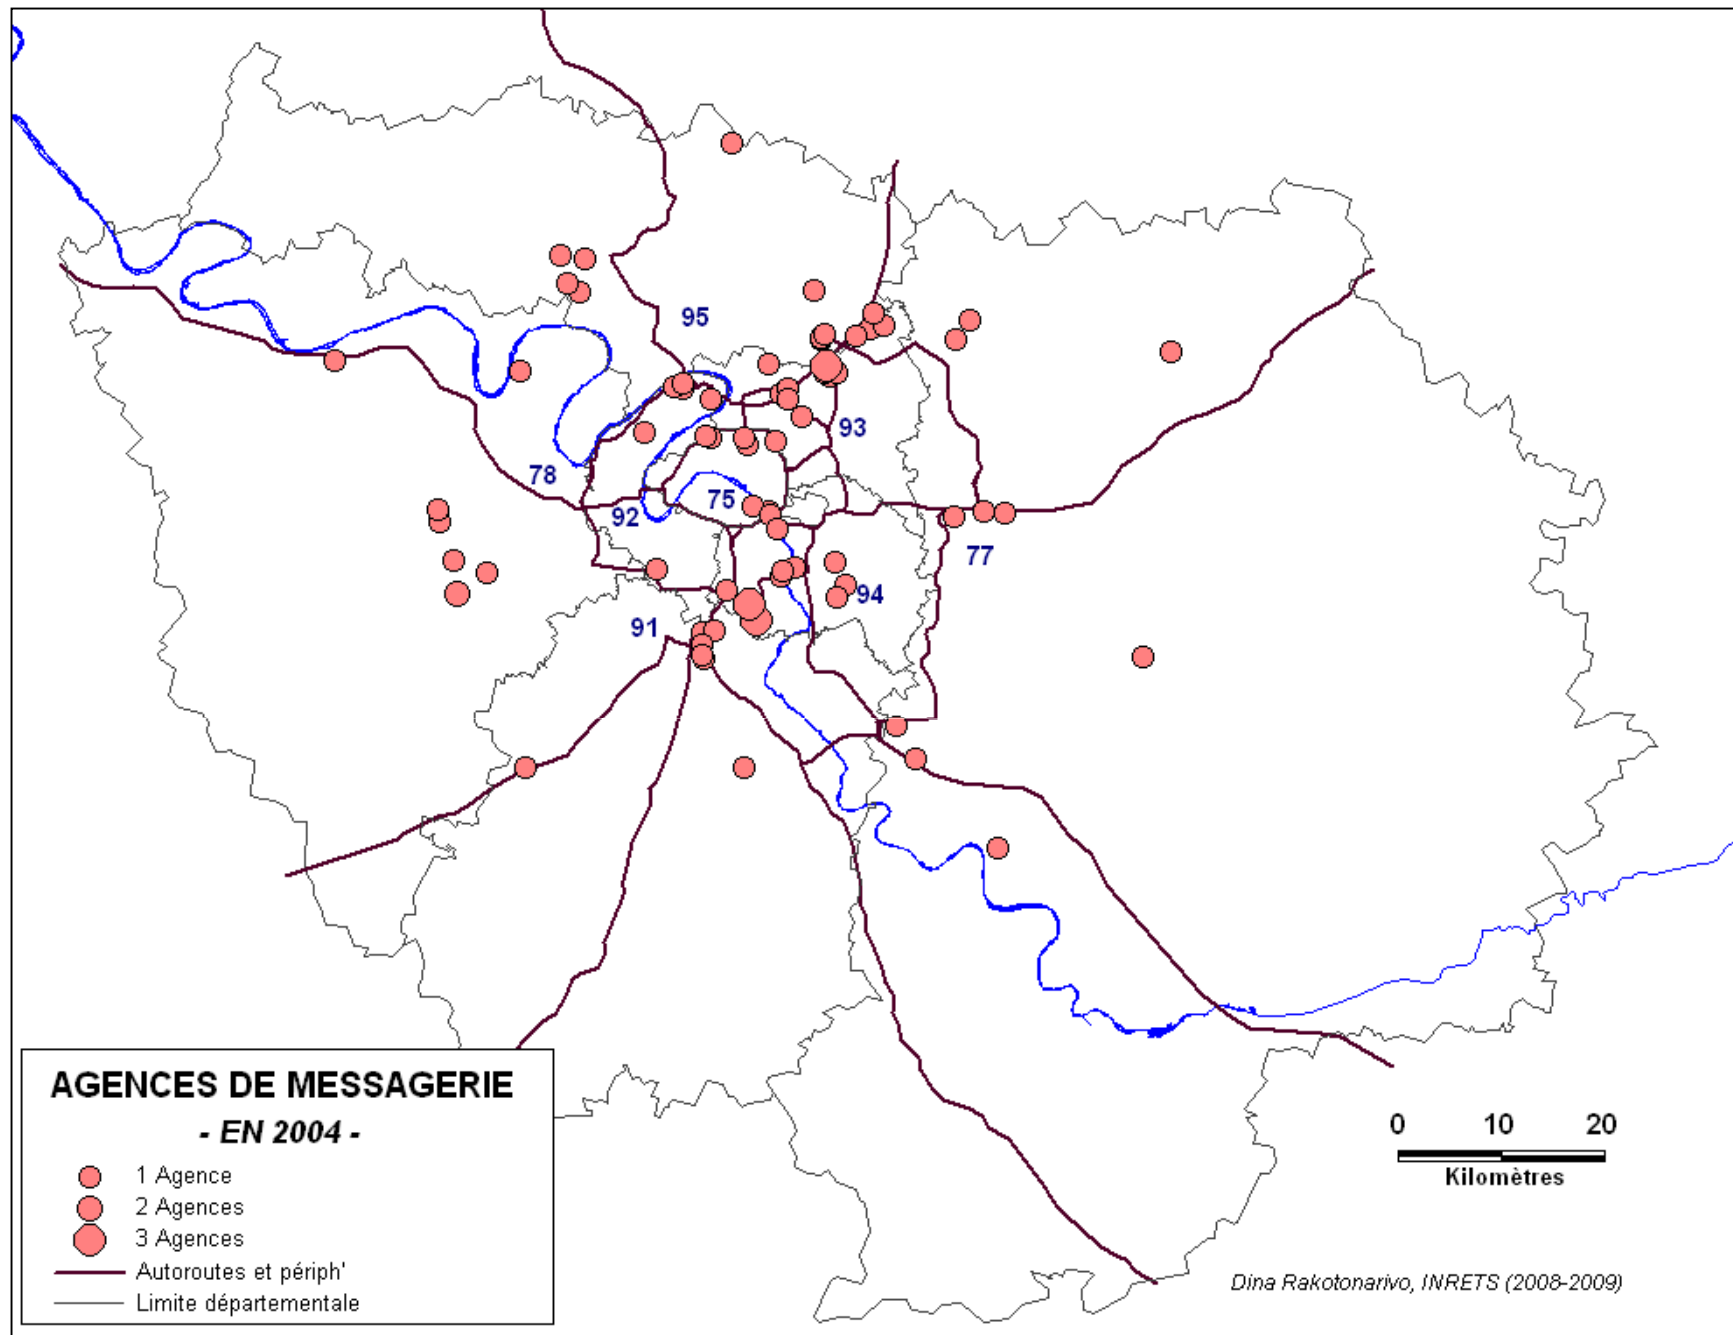 95
93
78
75
92
77
94
91
AGENCES DE MESSAGERIE
- EN 2004 -
1 Agence
2 Agences
3 Agences
Autoroutes et périph'
Limite départementale
0 10 20
Kilomètres
Dina Rakotonarivo, INRETS (2008-2009)